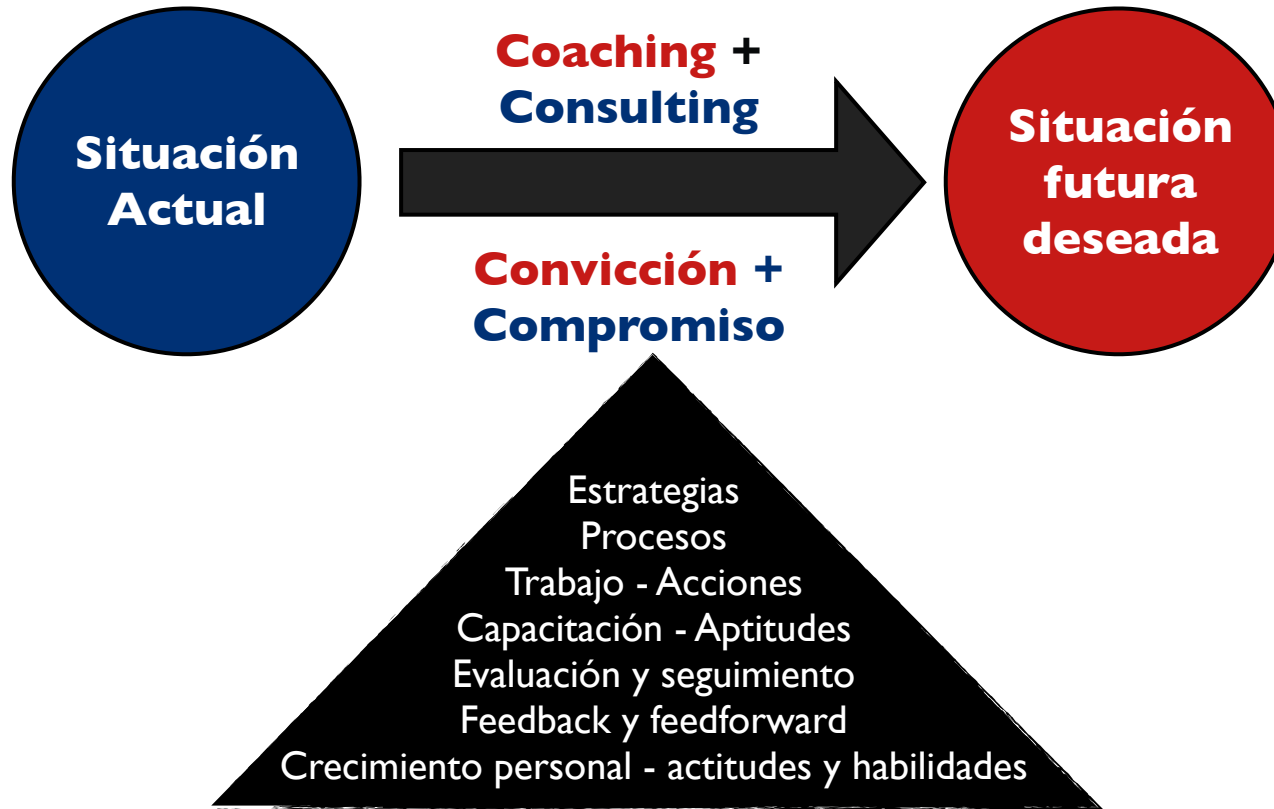 Situación
Actual
Coaching +
Consulting
Convicción +
Compromiso
Situación
futura
deseada
Estrategias
Procesos
Trabajo - Acciones
Capacitación - Aptitudes
Evaluación y seguimiento
Feedback y feedforward
Crecimiento personal - actitudes y habilidades